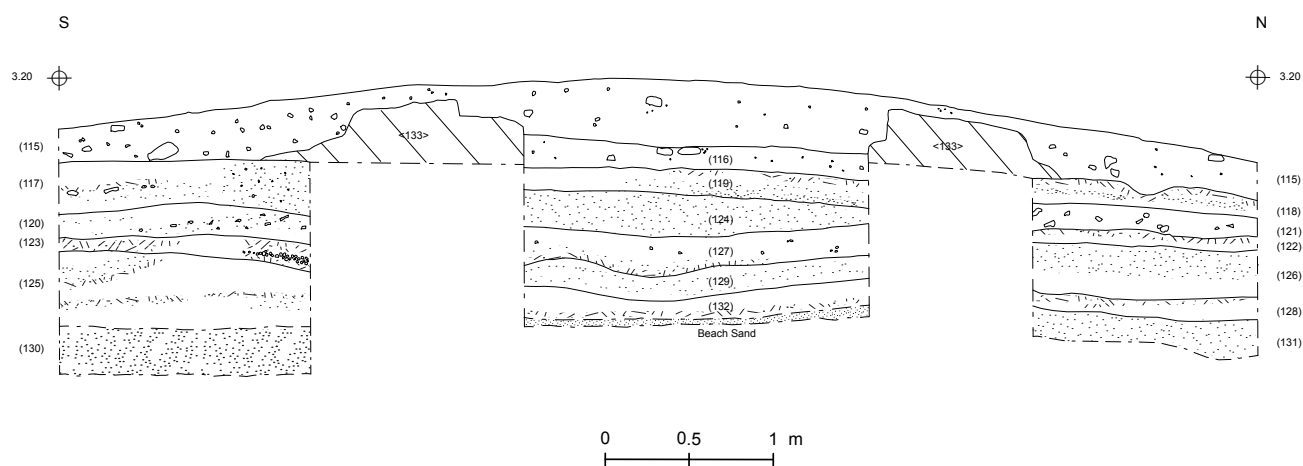 S N
3.20 3.20
<133> <133>
(115)
(116)
(117) (119) (115)
(118)
(120) (124) (121)
(123) (122)
(127)
(125) (129) (126)
(132) (128)
Beach Sand
(130) (131)
0 0.5 1 m